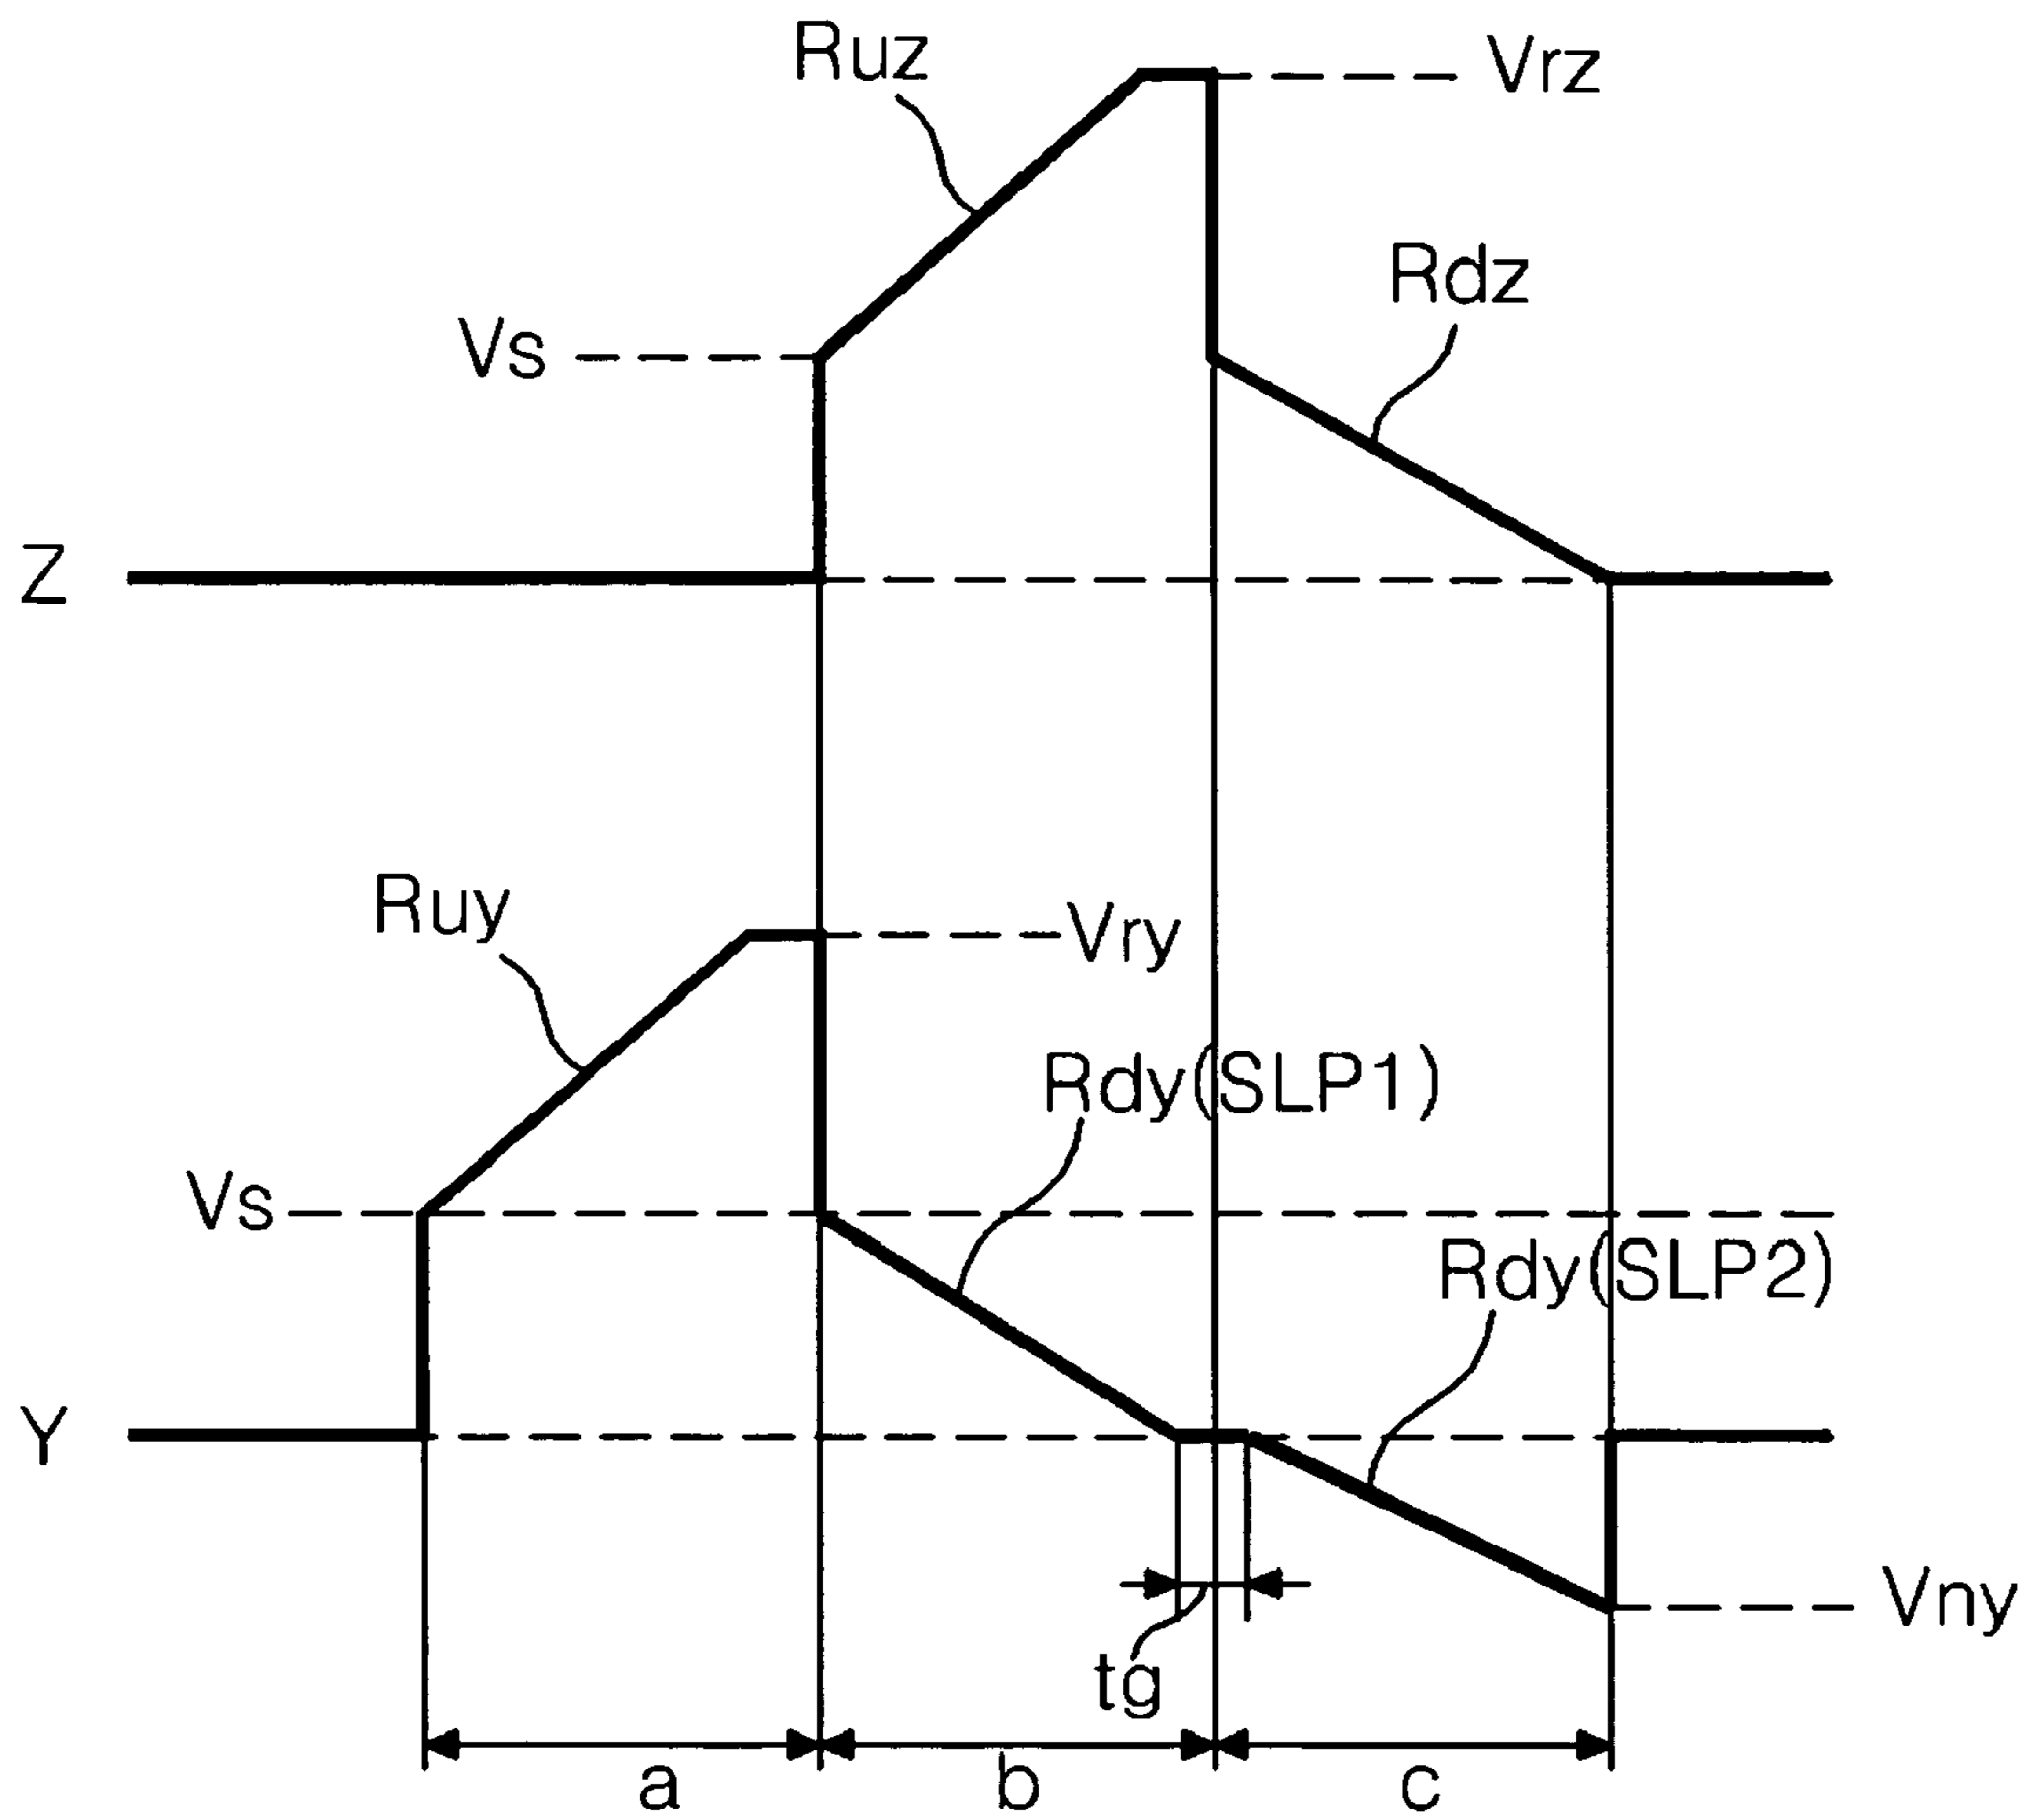 Ruz
Vrz
Rdz
Vs
Z
Ruy
Vry
Rdy(SLP1)
Vs
Rdy(SLP2)
Y
Vny
tg
a
b
c